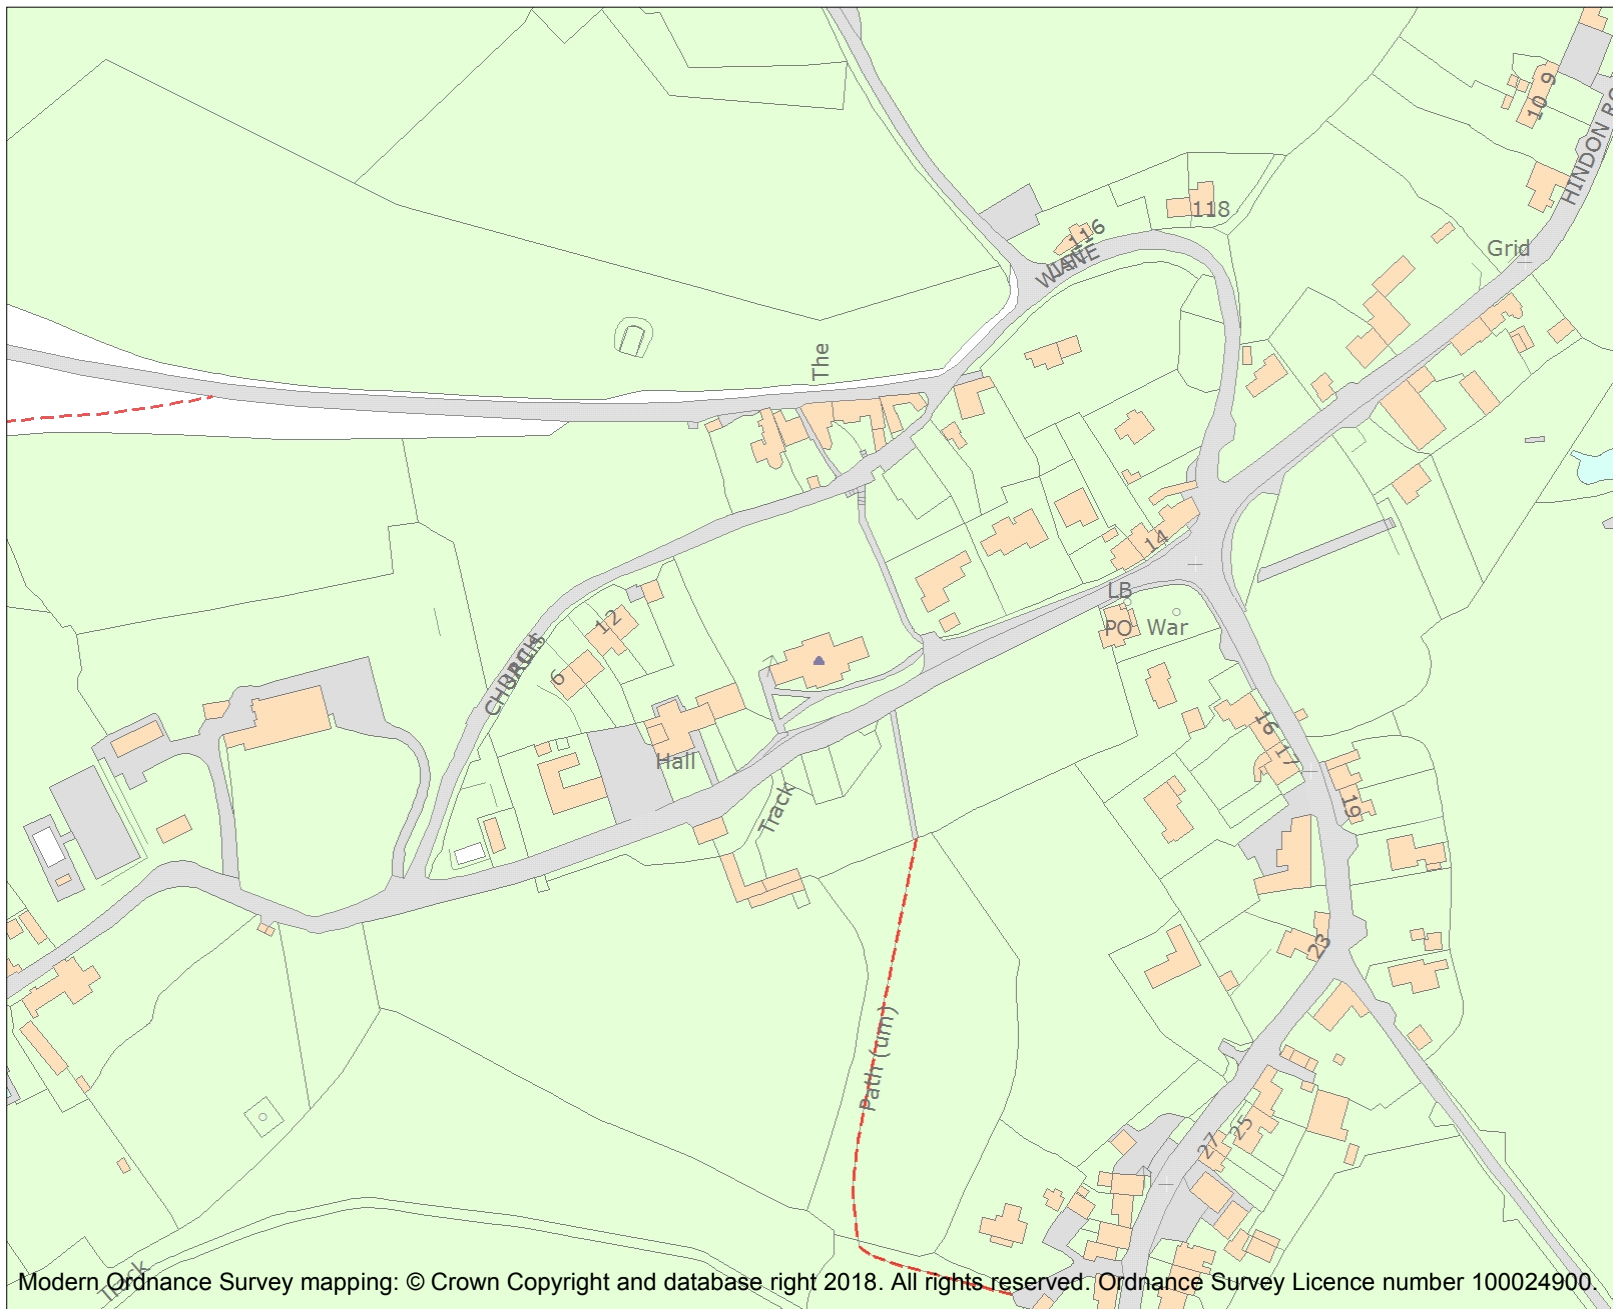 9
10
HINDON RO
118
116
LANE
Grid
The
14
LB
PO
War
12
6
CHURCH
Hall
16
17
Track
19
23
Path (um)
25
27
Track
Modern Ordnance Survey mapping: © Crown Copyright and database right 2018. All rights reserved. Ordnance Survey Licence number 100024900.